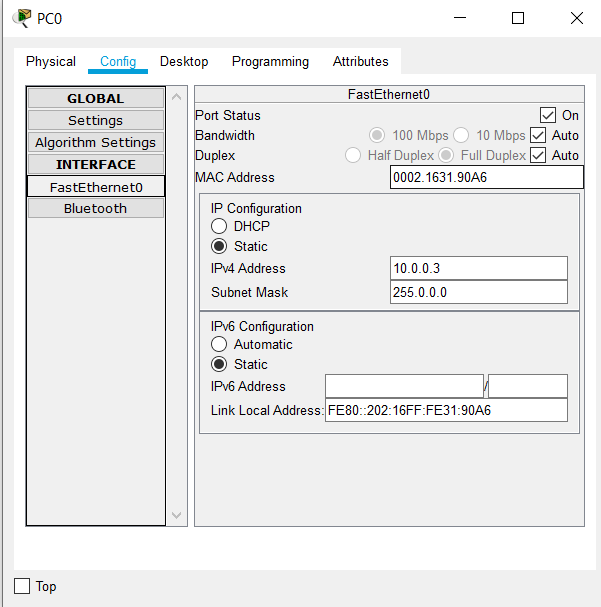 PC0
Physical Config Desktop Programming Attributes
GLOBAL
Settings
Algorithm Settings
INTERFACE
FastEthernet0
Bluetooth
FastEthernet0
Port Status On
Bandwidth 100 Mbps 10 Mbps Auto
Duplex Half Duplex Full Duplex Auto
MAC Address 0002.1631.90A6
IP Configuration
DHCP
Static
IPv4 Address 10.0.0.3
Subnet Mask 255.0.0.0
IPv6 Configuration
Automatic
Static
IPv6 Address /
Link Local Address: FE80::202:16FF:FE31:90A6
Top